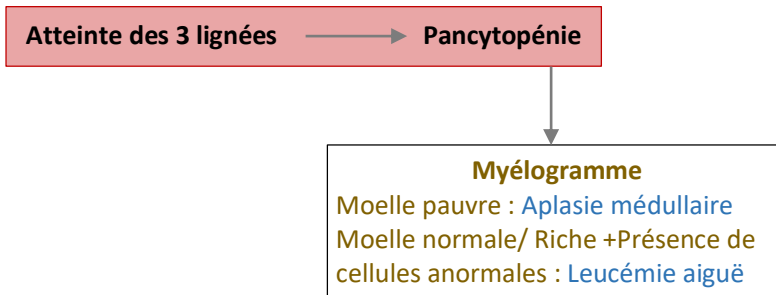 Atteinte des 3 lignées Pancytopénie
Myélogramme
Moelle pauvre : Aplasie médullaire
Moelle normale/ Riche +Présence de
cellules anormales : Leucémie aiguë